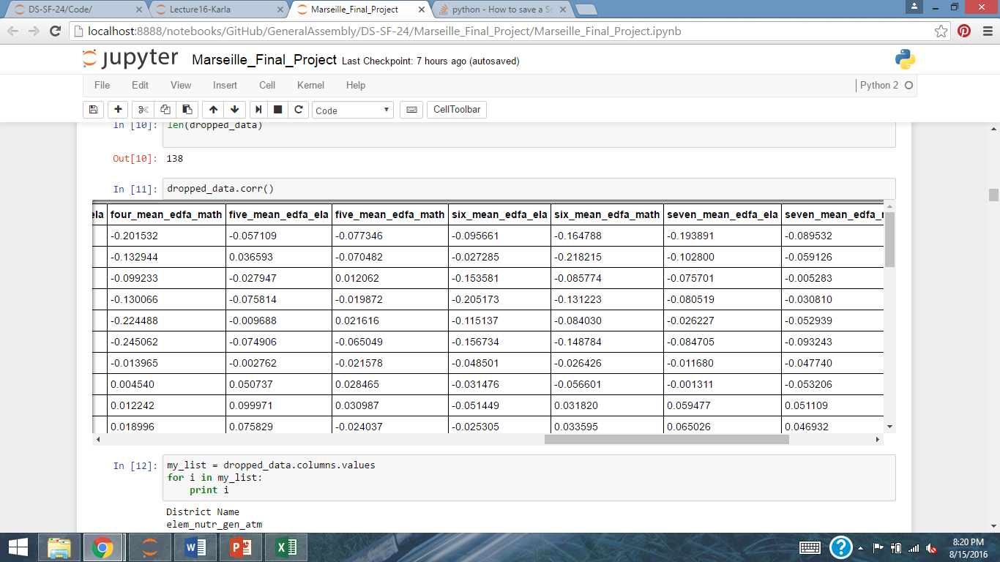 DS-SF-24/Code/
Lecture16-Karla
Marseille_Final_Project
python - How to save a Se
localhost:8888/notebooks/GitHub/GeneralAssembly/DS-SF-24/Marseille_Final_Project/Marseille_Final_Project.ipynb
jupyter Marseille_Final_Project Last Checkpoint: 7 hours ago (autosaved)
File Edit View Insert Cell Kernel Help Python 2
Code CellToolbar
In [10]: len(dropped_data)
Out[10]: 138
In [11]: dropped_data.corr()
ela four_mean_edfa_math five_mean_edfa_ela five_mean_edfa_math six_mean_edfa_ela six_mean_edfa_math seven_mean_edfa_ela seven_mean_edfa_
-0.201532 -0.057109 -0.077346 -0.095661 -0.164788 -0.193891 -0.089532
-0.132944 0.036593 -0.070482 -0.027285 -0.218215 -0.102800 -0.059126
-0.099233 -0.027947 0.012062 -0.153581 -0.085774 -0.075701 -0.005283
-0.130066 -0.075814 -0.019872 -0.205173 -0.131223 -0.080519 -0.030810
-0.224488 -0.009688 0.021616 -0.115137 -0.084030 -0.026227 -0.052939
-0.245062 -0.074906 -0.065049 -0.156734 -0.148784 -0.084705 -0.093243
-0.013965 -0.002762 -0.021578 -0.048501 -0.026426 -0.011680 -0.047740
0.004540 0.050737 0.028465 -0.031476 -0.056601 -0.001311 -0.053206
0.012242 0.099971 0.030987 -0.051449 0.031820 0.059477 0.051109
0.018996 0.075829 -0.024037 -0.025305 0.033595 0.065026 0.046932
In [12]: my_list = dropped_data.columns.values
for i in my_list:
print i
District Name
elem_nutr_gen_atm
8:20 PM
8/15/2016